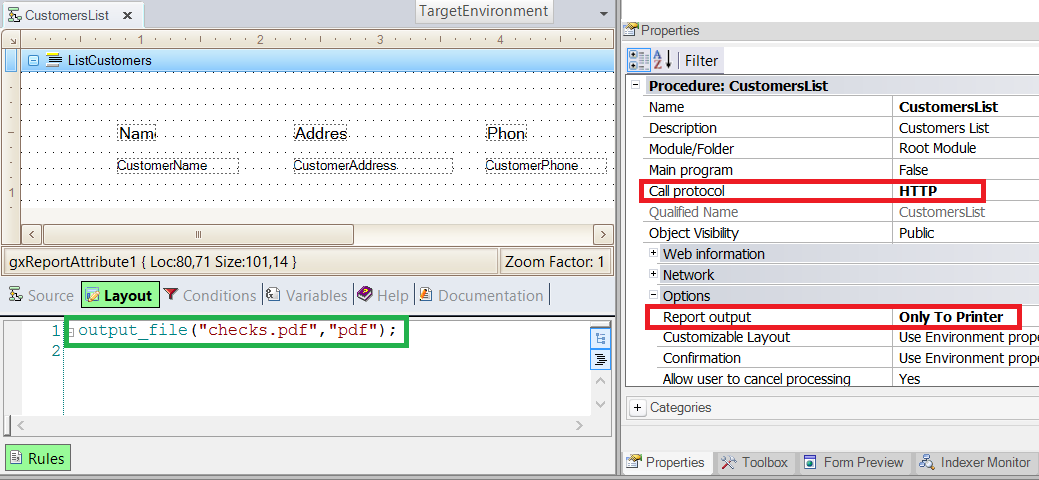 CustomersList
TargetEnvironment
1 2 3 4
ListCustomers
Nam Addres Phon
CustomerName CustomerAddress CustomerPhone
1
gxReportAttribute1 { Loc:80,71 Size:101,14 } Zoom Factor: 1
Source Layout Conditions Variables Help Documentation
1 output_file("checks.pdf","pdf");
2
Rules
Properties
Filter
Procedure: CustomersList
Name CustomersList
Description Customers List
Module/Folder Root Module
Main program False
Call protocol HTTP
Qualified Name CustomersList
Object Visibility Public
Web information
Network
Options
Report output Only To Printer
Customizable Layout Use Environment prope
Confirmation Use Environment prope
Allow user to cancel processing Yes
Categories
Properties Toolbox Form Preview Indexer Monitor